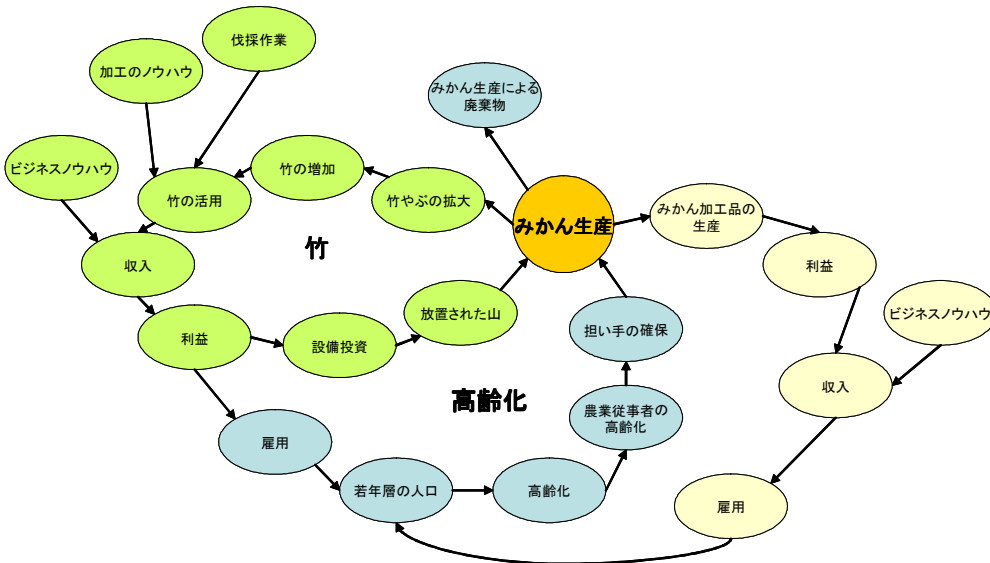 伐採作業
加工のノウハウ
みかん生産による
廃棄物
ビジネスノウハウ
竹の増加
竹の活用
竹やぶの拡大
みかん生産
みかん加工品の
生産
竹
収入
利益
放置された山
ビジネスノウハウ
利益
設備投資
担い手の確保
収入
高齢化
農業従事者の
高齢化
雇用
若年層の人口
高齢化
雇用